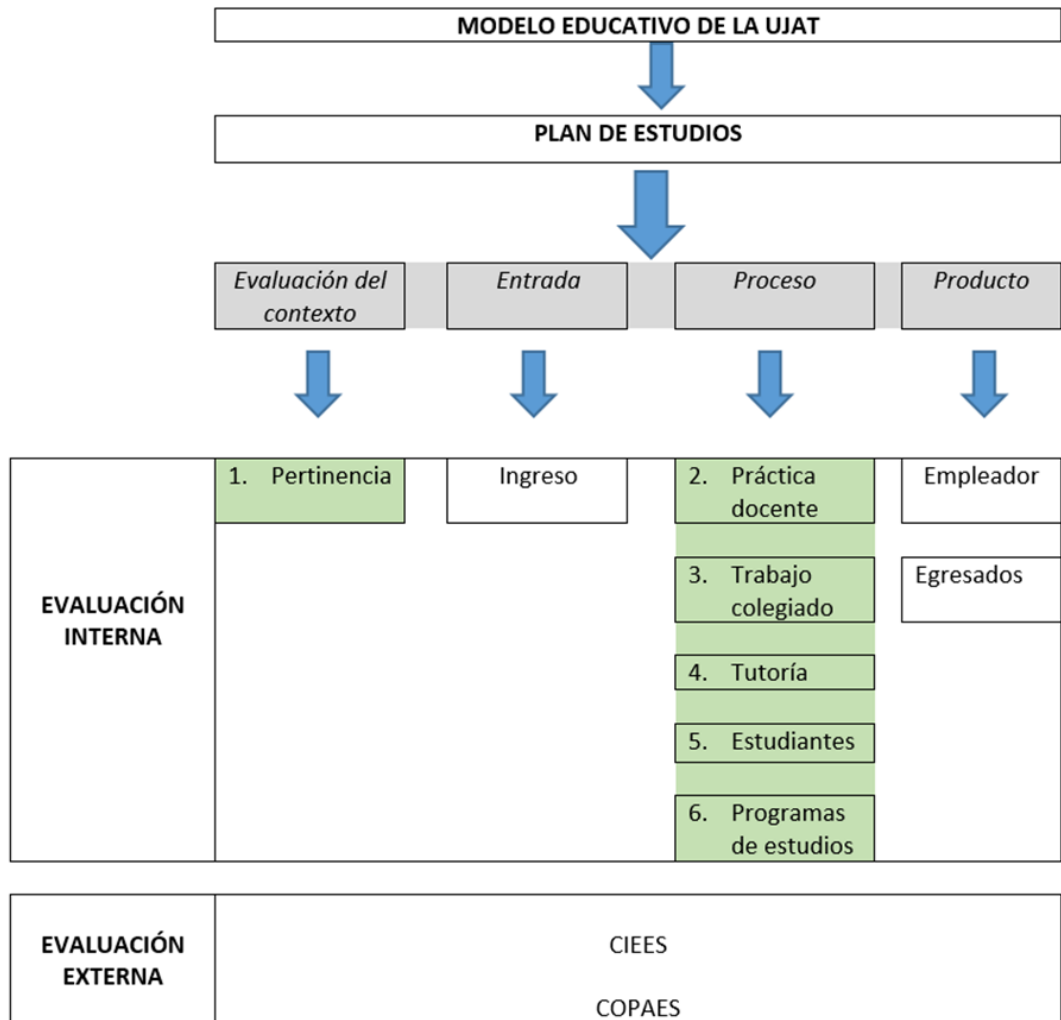 MODELO EDUCATIVO DE LA UJAT
PLAN DE ESTUDIOS
Evaluación del
contexto
Entrada
Proceso
Producto
EVALUACIÓN
INTERNA
1. Pertinencia
Ingreso
2. Práctica
docente
3. Trabajo
colegiado
4. Tutoría
5. Estudiantes
6. Programas
de estudios
Empleador
Egresados
EVALUACIÓN
EXTERNA
CIEES
COPAES